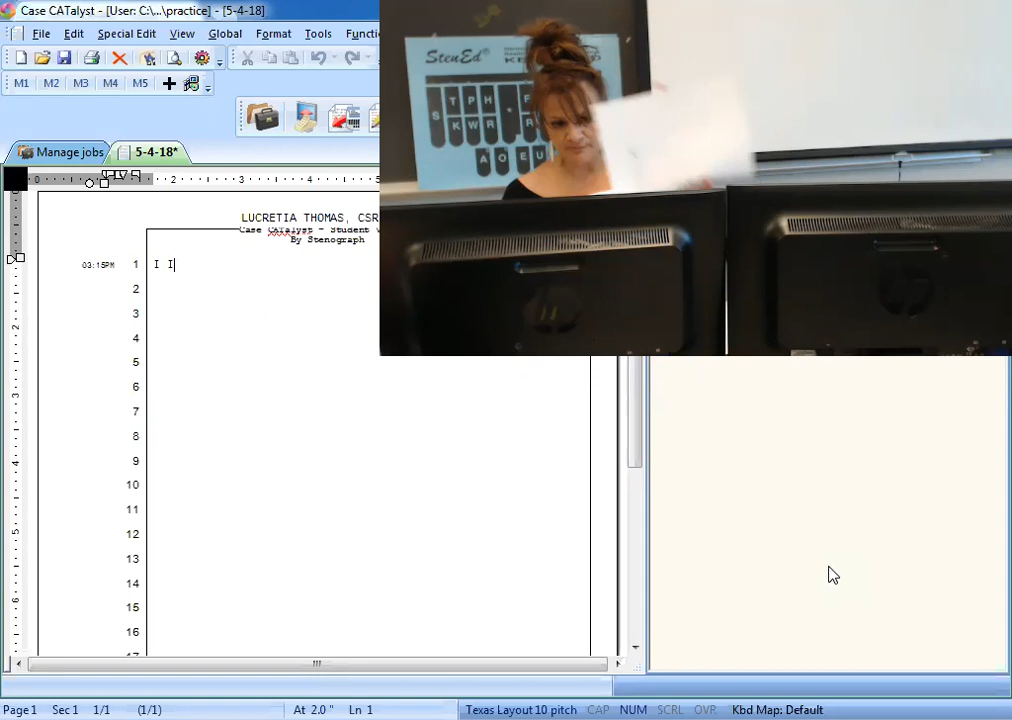 Case CATalyst - [User: C:\...\practice] - [5-4-18]
File Edit Special Edit View Global Format Tools
M1 M2 M3 M4 M5
Manage jobs 5-4-18*
0 2 3
LUCRETIA THOMAS, CSR
Case CATalyst - Student
By Stenograph
03:15PM 1 I I
2
3
4
5
6
7
8
9
10
11
12
13
14
15
16
StenEd®
S T P H * F
S K W R R
A O E U
Page 1 Sec 1 1/1 (1/1) At 2.0" Ln 1 Texas Layout 10 pitch CAP NUM SCRL OVR Kbd Map: Default